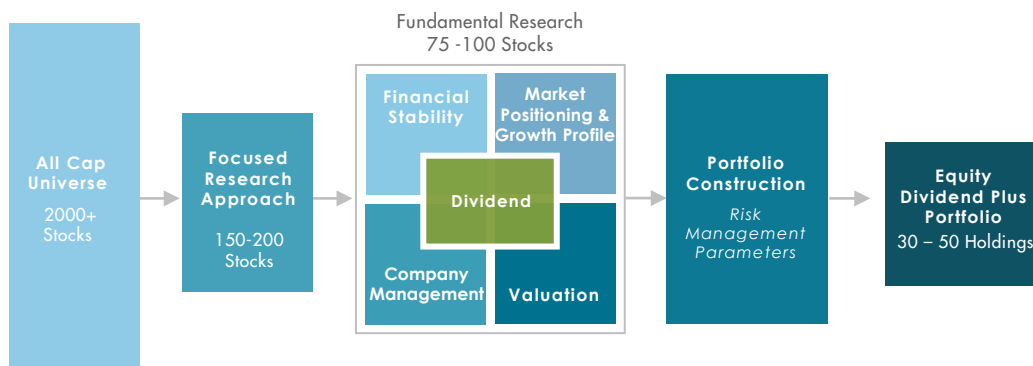 All Cap
Universe
2000+
Stocks
Focused
Research
Approach
150-200
Stocks
Fundamental Research
75 -100 Stocks
Financial
Stability
Market
Positioning &
Growth Profile
Dividend
Company
Management
Valuation
Portfolio
Construction
Risk
Management
Parameters
Equity
Dividend Plus
Portfolio
30 – 50 Holdings